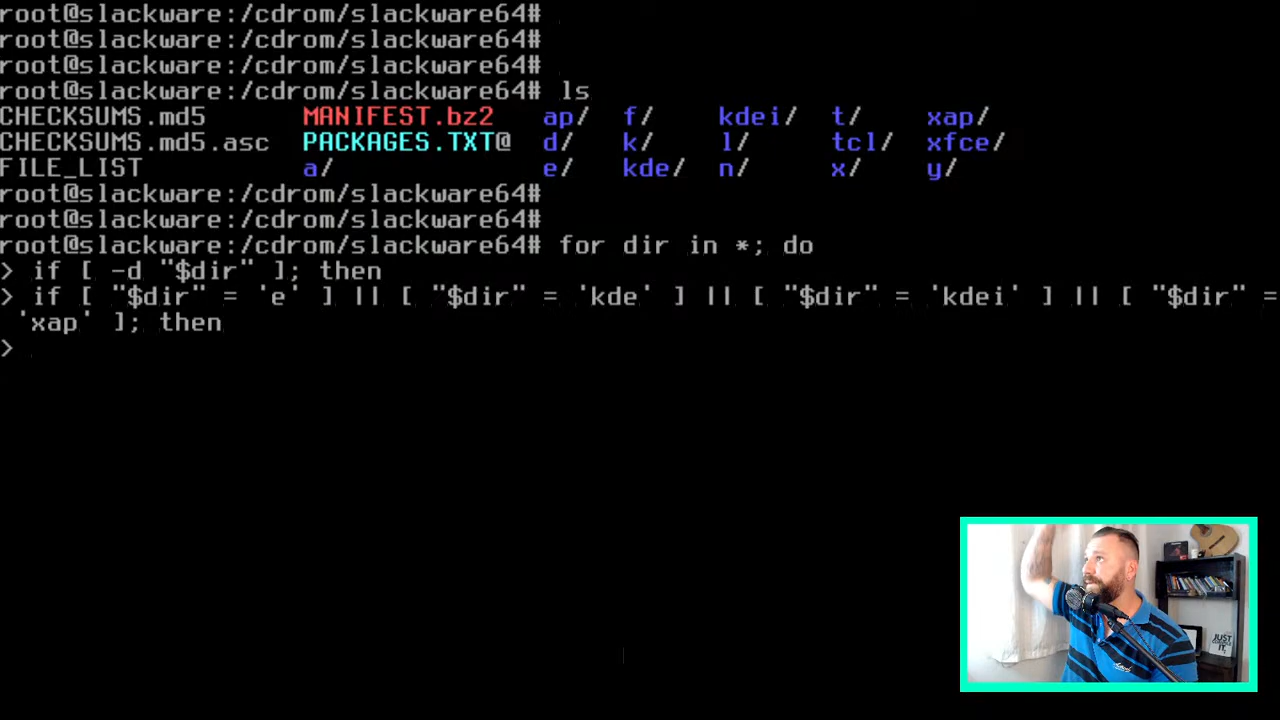 root@slackware:/cdrom/slackware64#
root@slackware:/cdrom/slackware64#
root@slackware:/cdrom/slackware64#
root@slackware:/cdrom/slackware64# ls
CHECKSUMS.md5 MANIFEST.bz2 ap/ f/ kdei/ t/ xap/
CHECKSUMS.md5.asc PACKAGES.TXT@ d/ k/ l/ tcl/ xfce/
FILE_LIST a/ e/ kde/ n/ x/ y/
root@slackware:/cdrom/slackware64#
root@slackware:/cdrom/slackware64#
root@slackware:/cdrom/slackware64# for dir in *; do
> if [ -d "$dir" ]; then
> if [ "$dir" = 'e' ] || [ "$dir" = 'kde' ] || [ "$dir" = 'kdei' ] || [ "$dir" =
'xap' ]; then
>
JUST
IT.